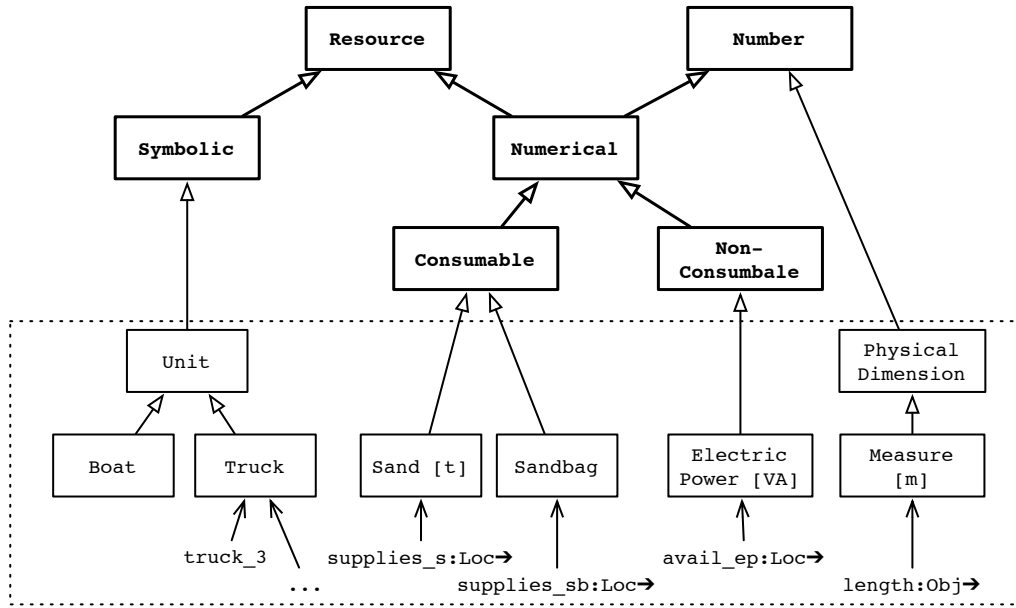 Resource
Number
Symbolic
Numerical
Consumable
Non-
Consumbale
Unit
Physical
Dimension
Boat
Truck
Sand [t]
Sandbag
Electric
Power [VA]
Measure
[m]
truck_3
supplies_s:Loc➔
avail_ep:Loc➔
...
supplies_sb:Loc➔
length:Obj➔